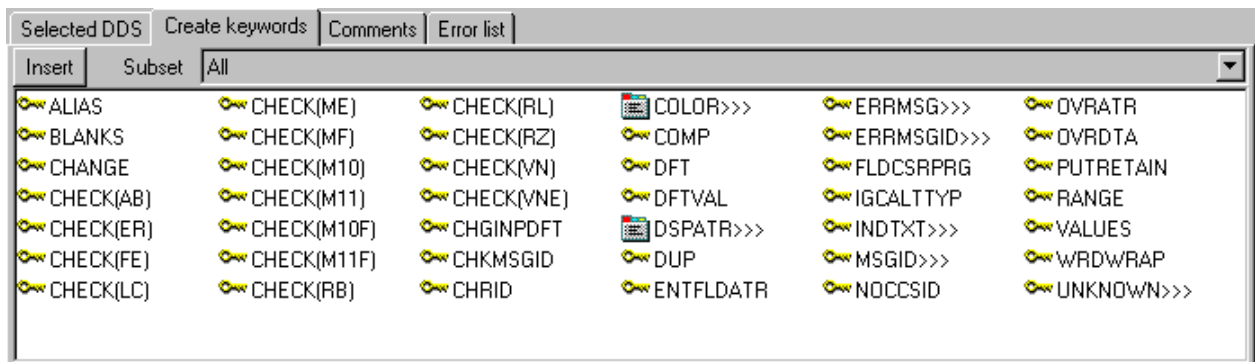 Selected DDS Create keywords Comments Error list
Insert Subset All
ALIAS CHECK(ME) CHECK(RL) COLOR>>> ERRMSG>>> OVRATR
BLANKS CHECK(MF) CHECK(RZ) COMP ERRMSGID>>> OVRDTA
CHANGE CHECK(M10) CHECK(VN) DFT FLDCSRPRG PUTRETAIN
CHECK(AB) CHECK(M11) CHECK(VNE) DFTVAL IGCALTTYP RANGE
CHECK(ER) CHECK(M10F) CHGINPDFT DSPATR>>> INDTXT>>> VALUES
CHECK(FE) CHECK(M11F) CHKMSGID DUP MSGID>>> WRDWRAP
CHECK(LC) CHECK(RB) CHRID ENTFLDATR NOCCSID UNKNOWN>>>